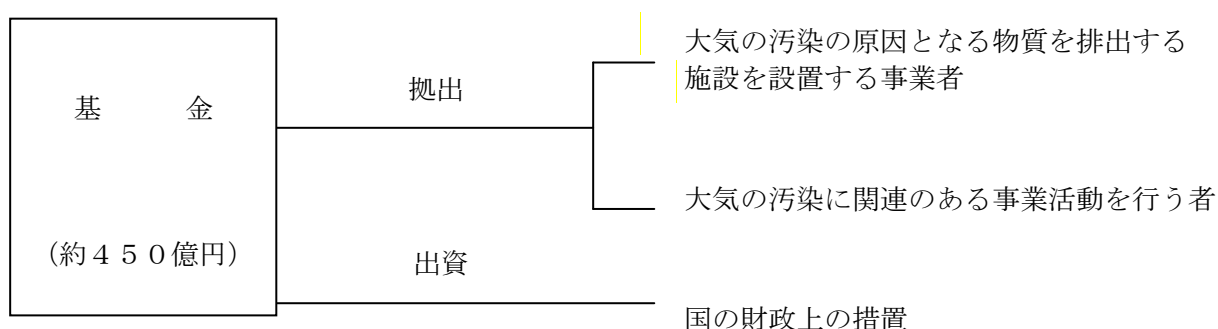 大気の汚染の原因となる物質を排出する
施設を設置する事業者
拠出
基　　　金
大気の汚染に関連のある事業活動を行う者
（約４５０億円）
出資
国の財政上の措置